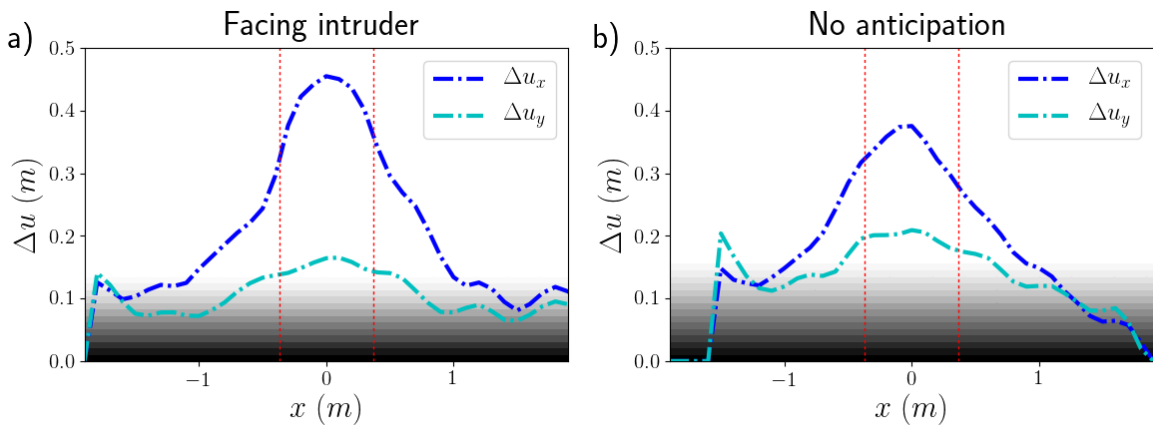 a)
Facing intruder
Δu_x
Δu_y
Δu (m)
0.5
0.4
0.3
0.2
0.1
0.0
−1
0
1
x (m)
b)
No anticipation
Δu_x
Δu_y
Δu (m)
0.5
0.4
0.3
0.2
0.1
0.0
−1
0
1
x (m)